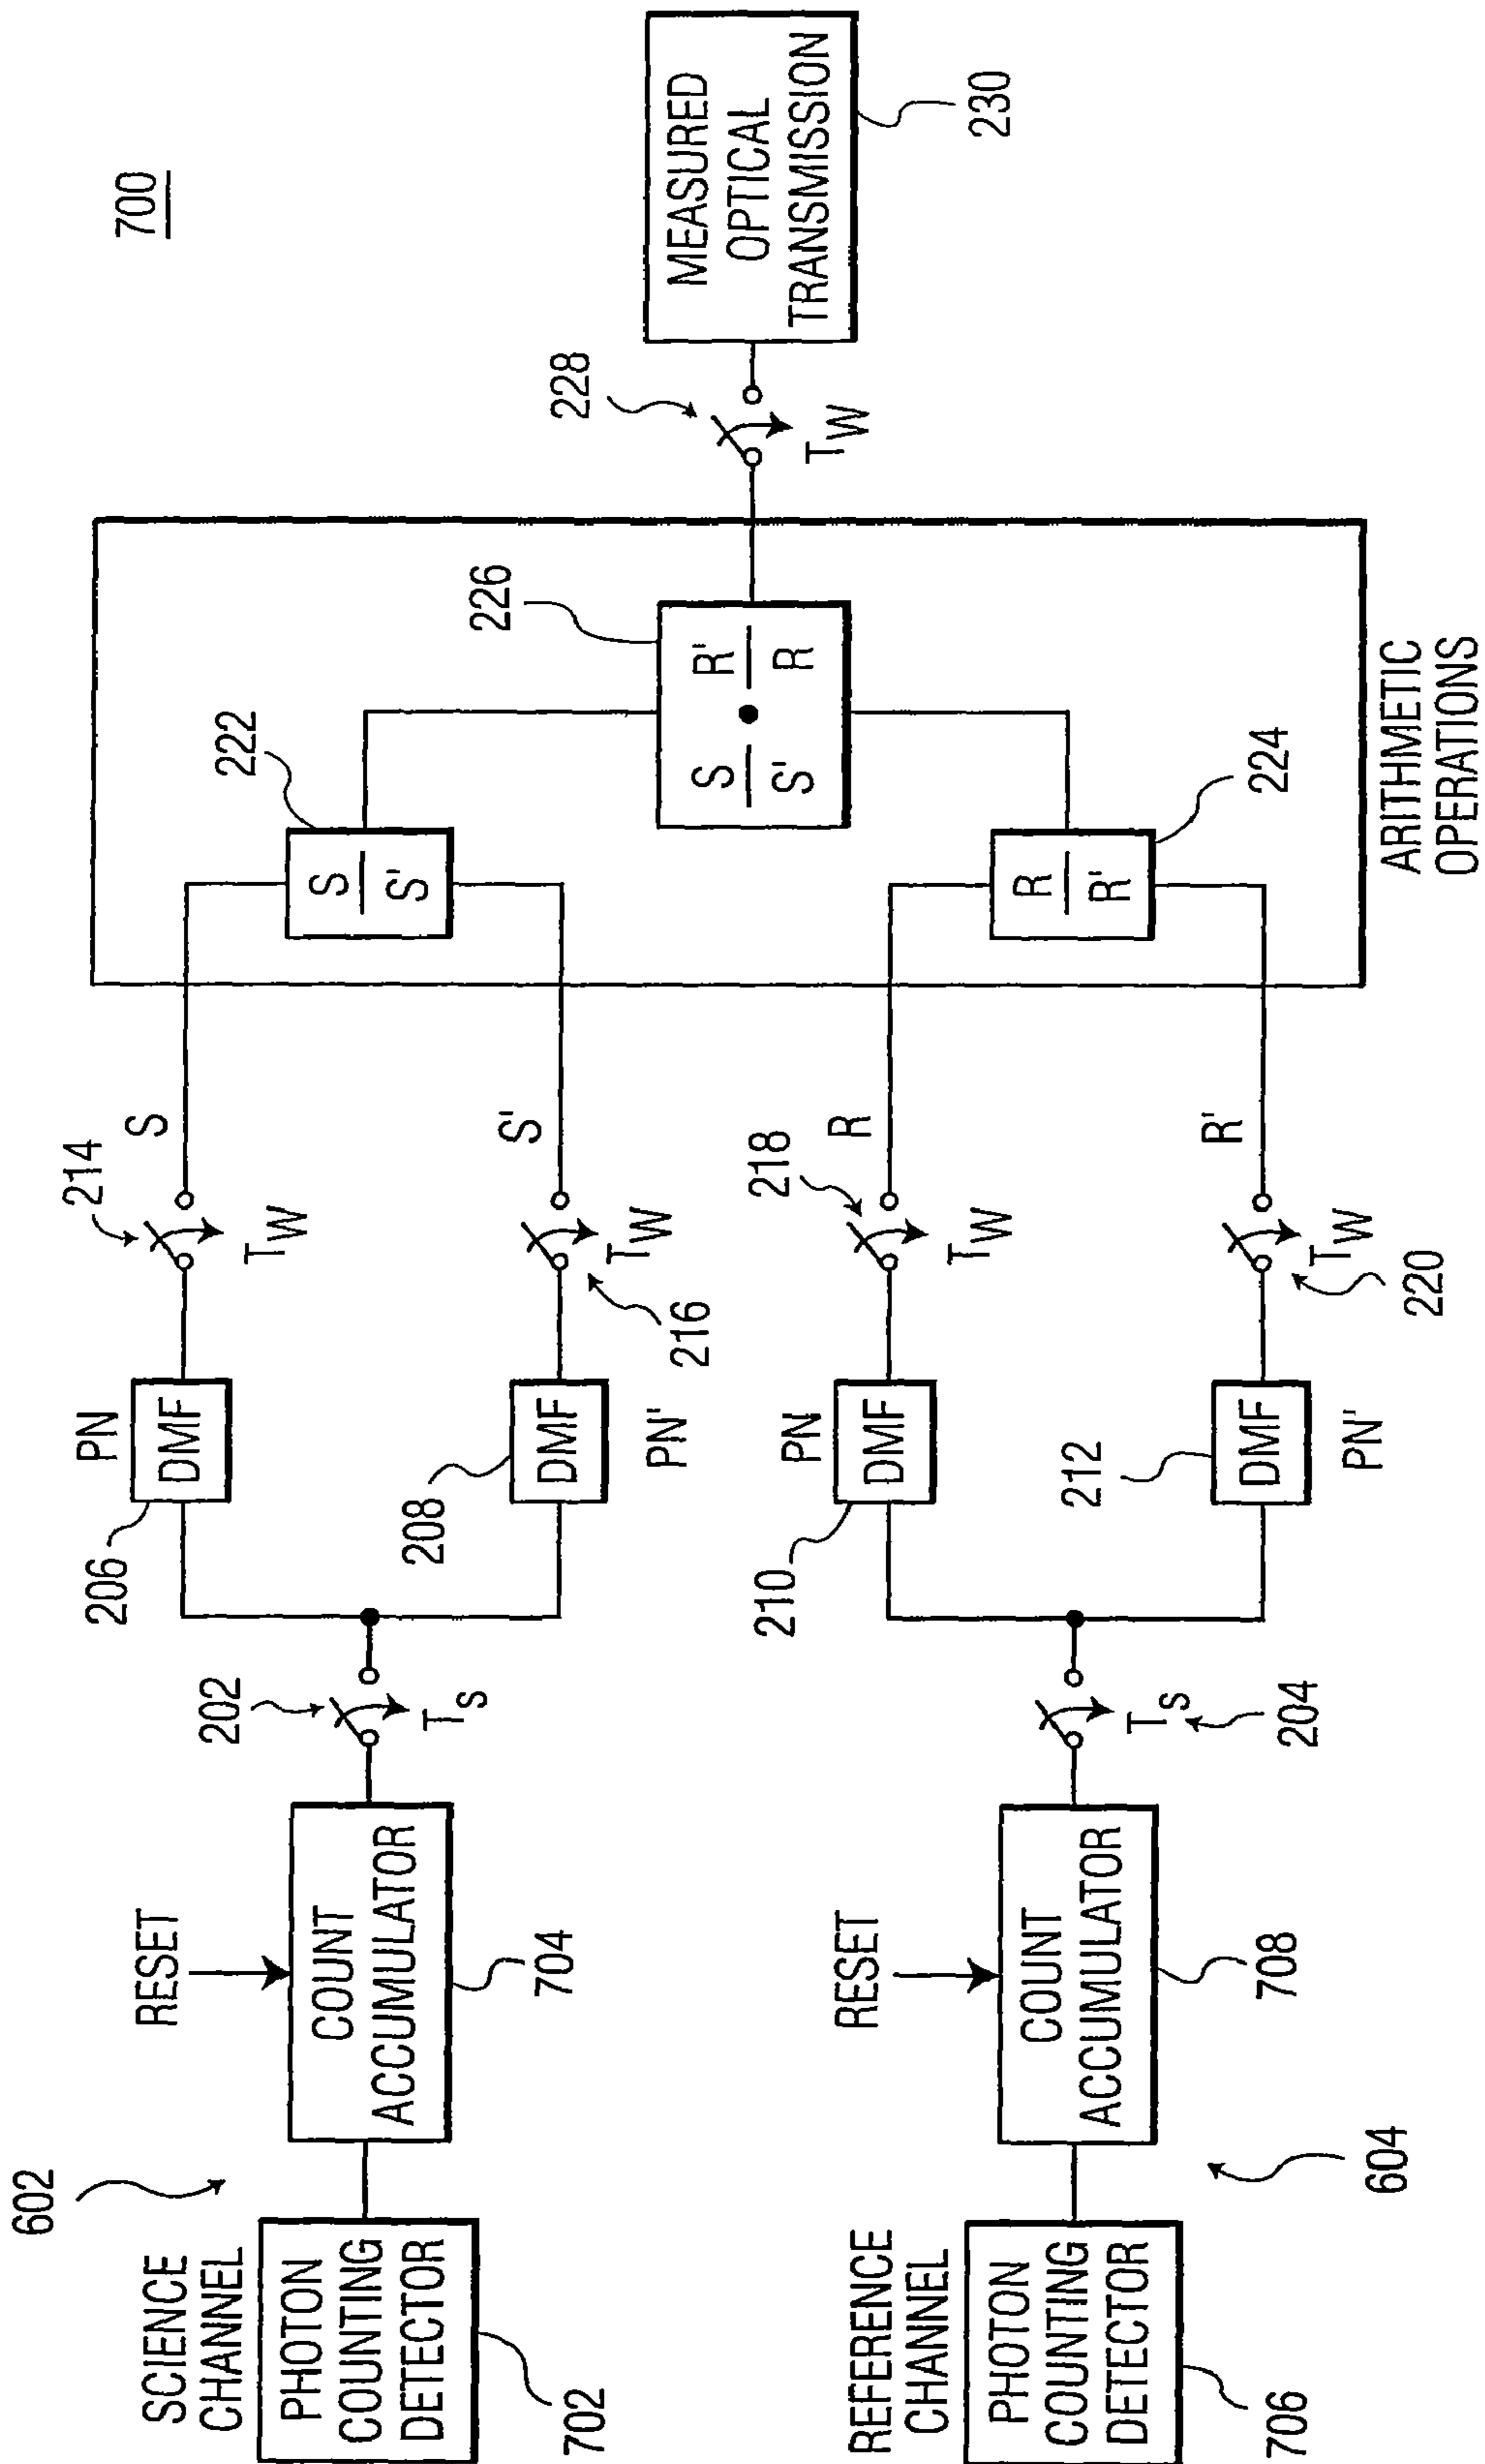 700
602
SCIENCE
CHANNEL
PHOTON
COUNTING
DETECTOR
702
RESET
COUNT
ACCUMULATOR
704
202
Ts
206
PN
DMF
208
DMF
PN'
214
TW
S
216
TW
S'
222
S
S'
226
S
S'
•
R'
R
228
TW
MEASURED
OPTICAL
TRANSMISSION
230
REFERENCE
CHANNEL
PHOTON
COUNTING
DETECTOR
706
604
RESET
COUNT
ACCUMULATOR
708
Ts
204
210
PN
DMF
212
DMF
PN'
218
TW
R
TW
220
R'
R
R'
224
ARITHMETIC
OPERATIONS